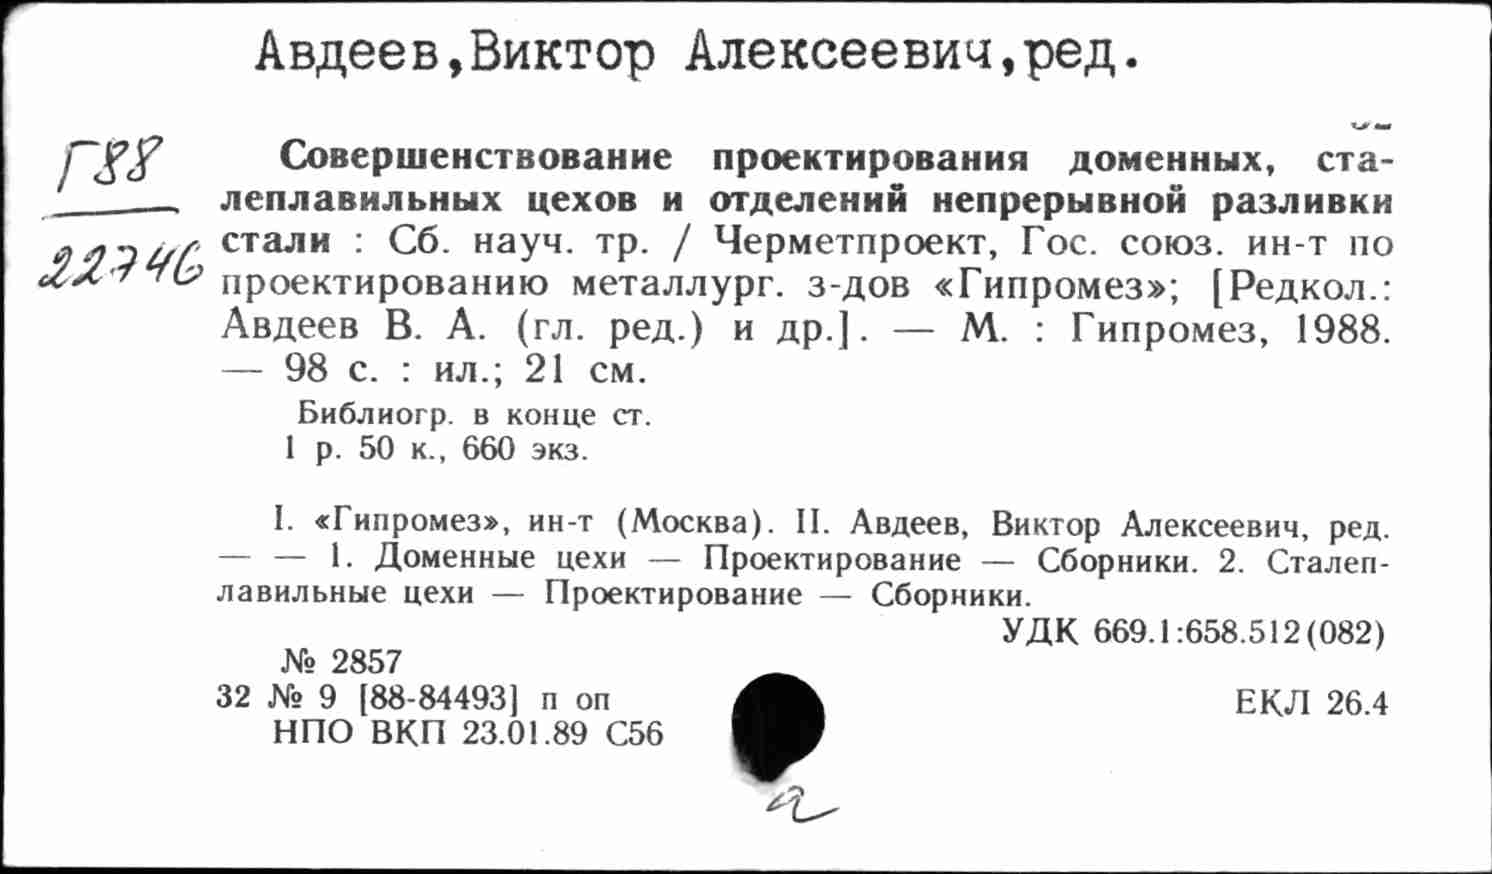 Авдеев,Виктор Алексеевич,ред.
Г88
Совершенствование проектирования доменных, ста-
леплавильных цехов и отделений непрерывной разливки
22746
стали : Сб. науч. тр. / Черметпроект, Гос. союз. ин-т по
проектированию металлург. з-дов «Гипромез»; [Редкол.:
Авдеев В. А. (гл. ред.) и др.]. — М. : Гипромез, 1988.
— 98 с. : ил.; 21 см.
Библиогр. в конце ст.
1 р. 50 к., 660 экз.
I. «Гипромез», ин-т (Москва). II. Авдеев, Виктор Алексеевич, ред.
— — 1. Доменные цехи — Проектирование — Сборники. 2. Сталеп-
лавильные цехи — Проектирование — Сборники.
УДК 669.1:658.512(082)
№ 2857
32 № 9 [88-84493] п оп
ЕКЛ 26.4
НПО ВКП 23.01.89 С56
а